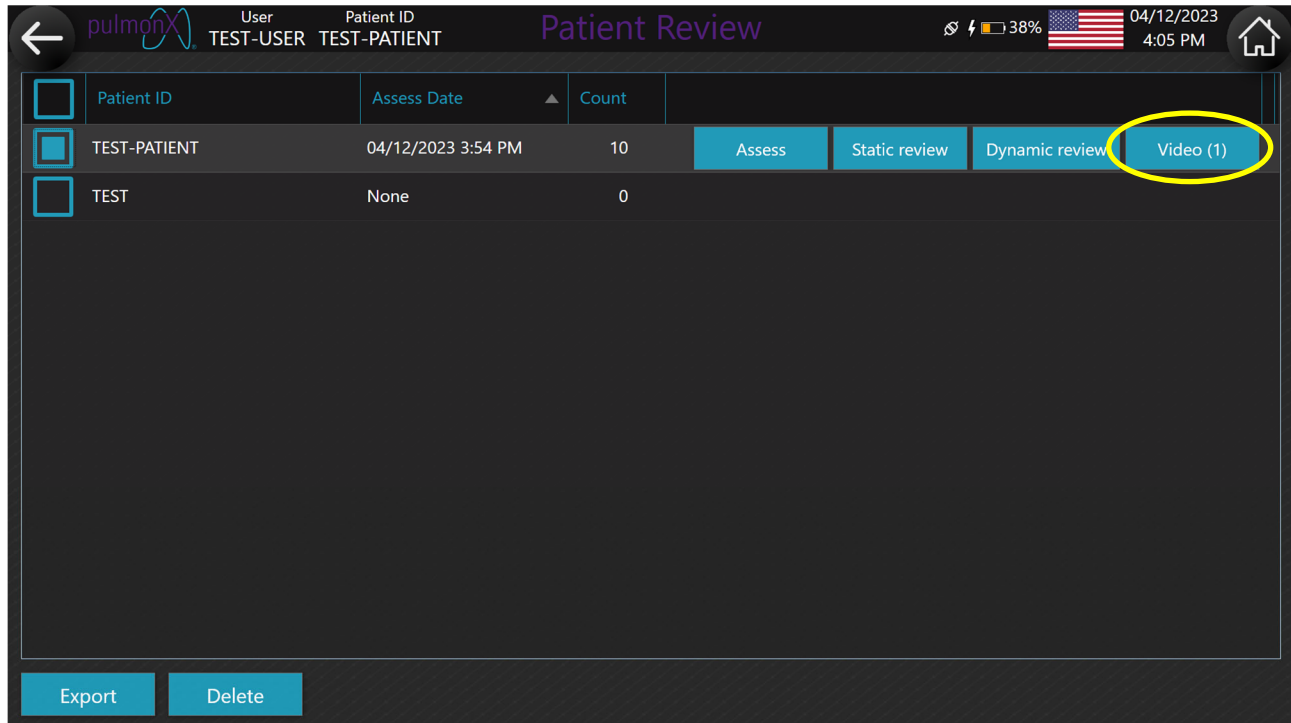 pulmonX®
User
TEST-USER
Patient ID
TEST-PATIENT
Patient Review
38%
04/12/2023
4:05 PM
Patient ID Assess Date Count
TEST-PATIENT 04/12/2023 3:54 PM 10 Assess Static review Dynamic review Video (1)
TEST None 0
Export Delete